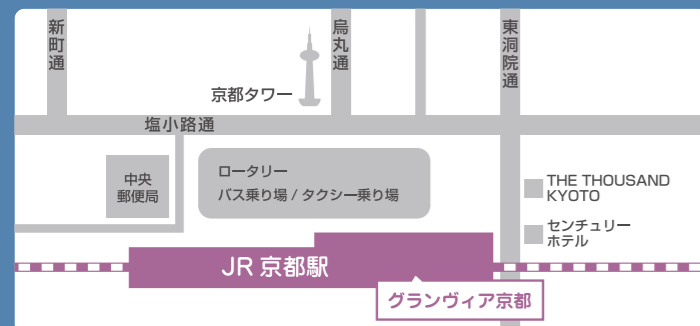 新町通
烏丸通
東洞院通
京都タワー
塩小路通
中央
郵便局
ロータリー
バス乗り場 / タクシー乗り場
THE THOUSAND
KYOTO
センチュリー
ホテル
JR 京都駅
グランヴィア京都